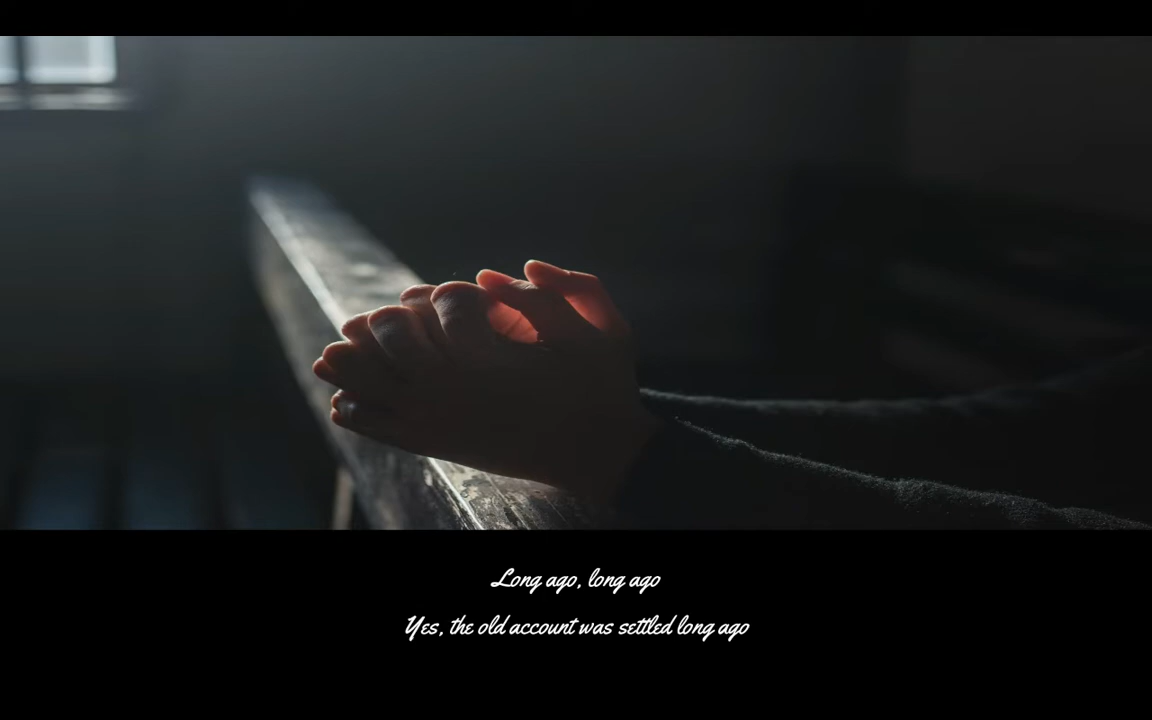 Long ago, long ago
Yes, the old account was settled long ago